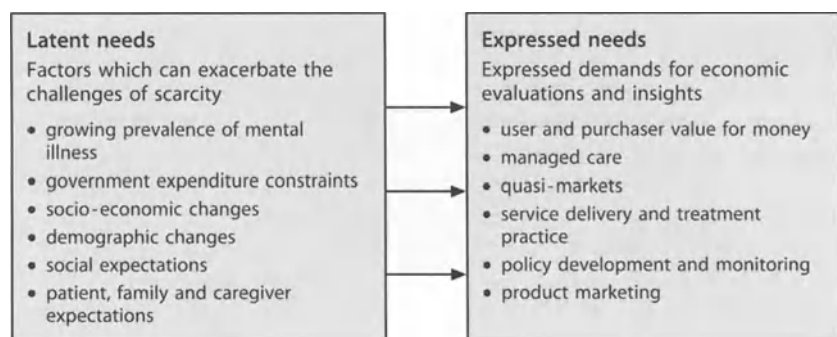 Latent needs
Factors which can exacerbate the
challenges of scarcity
• growing prevalence of mental
illness
• government expenditure constraints
• socio-economic changes
• demographic changes
• social expectations
• patient, family and caregiver
expectations
Expressed needs
Expressed demands for economic
evaluations and insights
• user and purchaser value for money
• managed care
• quasi-markets
• service delivery and treatment
practice
• policy development and monitoring
• product marketing